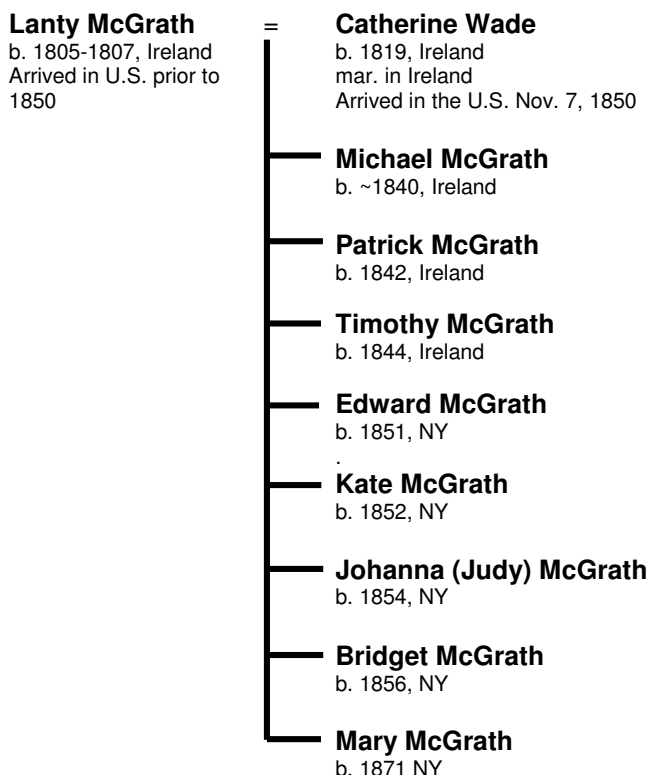 Lanty McGrath = Catherine Wade
b. 1805-1807, Ireland
Arrived in U.S. prior to
1850
b. 1819, Ireland
mar. in Ireland
Arrived in the U.S. Nov. 7, 1850
Michael McGrath
b. ~1840, Ireland
Patrick McGrath
b. 1842, Ireland
Timothy McGrath
b. 1844, Ireland
Edward McGrath
b. 1851, NY
.
Kate McGrath
b. 1852, NY
Johanna (Judy) McGrath
b. 1854, NY
Bridget McGrath
b. 1856, NY
Mary McGrath
b. 1871 NY